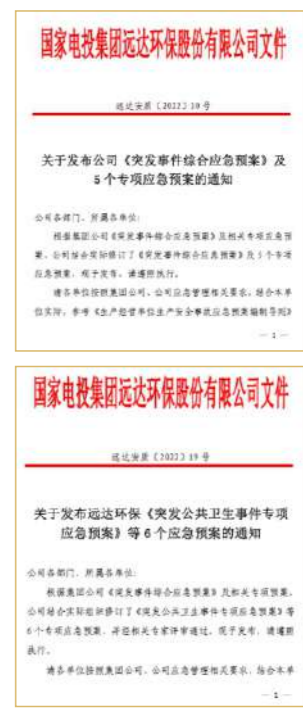 国家电投集团远达环保股份有限公司文件
远达安质〔2022〕10 号
关于发布公司《突发事件综合应急预案》及
5 个专项应急预案的通知
公司各部门、所属各单位：
根据集团公司《突发事件综合应急预案》及相关专项应急预
案，公司结合实际修订了《突发事件综合应急预案》及 5 个专项
应急预案，现予发布，请遵照执行。
请各单位按照集团公司、公司应急管理相关要求，结合本单
位实际，参考《生产经营单位生产安全事故应急预案编制导则》
— 1 —
国家电投集团远达环保股份有限公司文件
远达安质〔2022〕19 号
关于发布远达环保《突发公共卫生事件专项
应急预案》等 6 个应急预案的通知
公司各部门、所属各单位：
根据集团公司《突发事件综合应急预案》及相关专项预案，
公司结合实际组织修订了《突发公共卫生事件专项应急预案》等
6 个专项应急预案，并经相关专家评审通过，现予发布，请遵照
执行。
请各单位按照集团公司、公司应急管理相关要求，结合本单
— 1 —